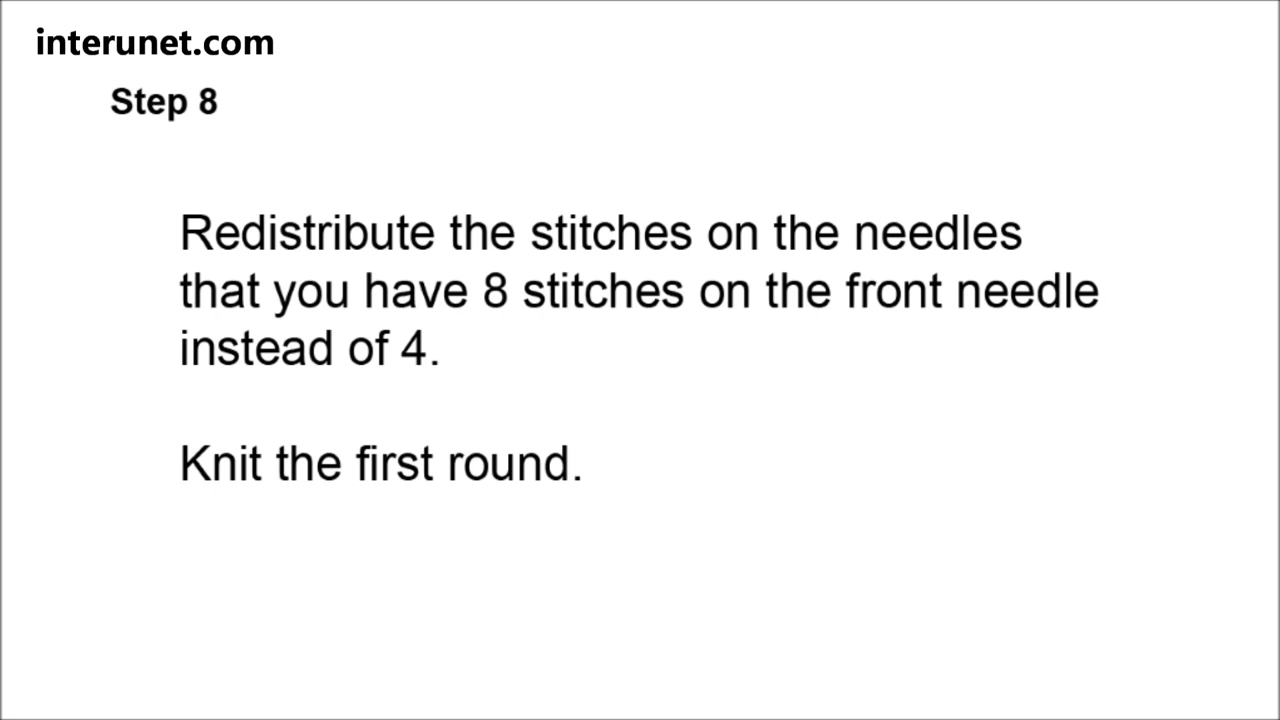 interunet.com
Step 8
Redistribute the stitches on the needles
that you have 8 stitches on the front needle
instead of 4.
Knit the first round.